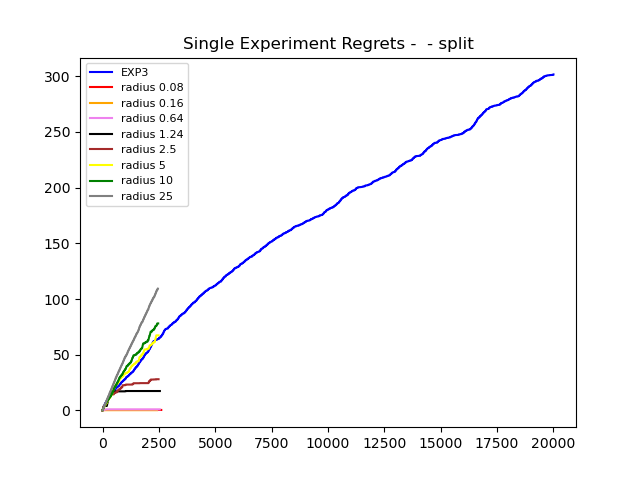 Single Experiment Regrets -  - split
EXP3
radius 0.08
radius 0.16
radius 0.64
radius 1.24
radius 2.5
radius 5
radius 10
radius 25
300
250
200
150
100
50
0
0 2500 5000 7500 10000 12500 15000 17500 20000